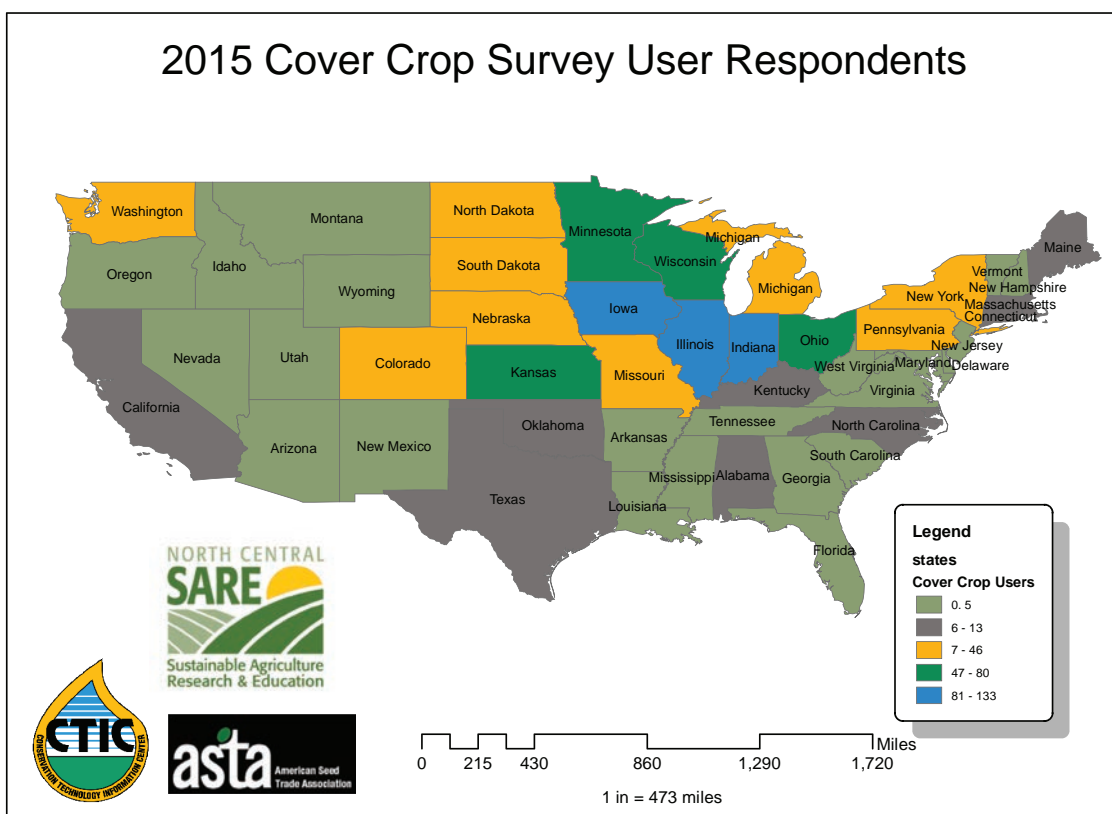 2015 Cover Crop Survey User Respondents
Washington
Montana
North Dakota
Minnesota
Michigan
Maine
Oregon
Idaho
South Dakota
Wisconsin
Michigan
Vermont
New Hampshire
Wyoming
New York
Massachusetts
Connecticut
Nebraska
Iowa
Pennsylvania
Nevada
Utah
Colorado
Kansas
Missouri
Illinois
Indiana
Ohio
New Jersey
West Virginia
Maryland
Delaware
California
Kentucky
Virginia
Arizona
New Mexico
Oklahoma
Arkansas
Tennessee
North Carolina
South Carolina
Texas
Louisiana
Mississippi
Alabama
Georgia
Florida
Legend
states
Cover Crop Users
0. 5
6 - 13
7 - 46
47 - 80
81 - 133
NORTH CENTRAL
SARE
Sustainable Agriculture
Research & Education
CTIC
CONSERVATION TECHNOLOGY INFORMATION CENTER
asta
American Seed
Trade Association
Miles
0 215 430 860 1,290 1,720
1 in = 473 miles